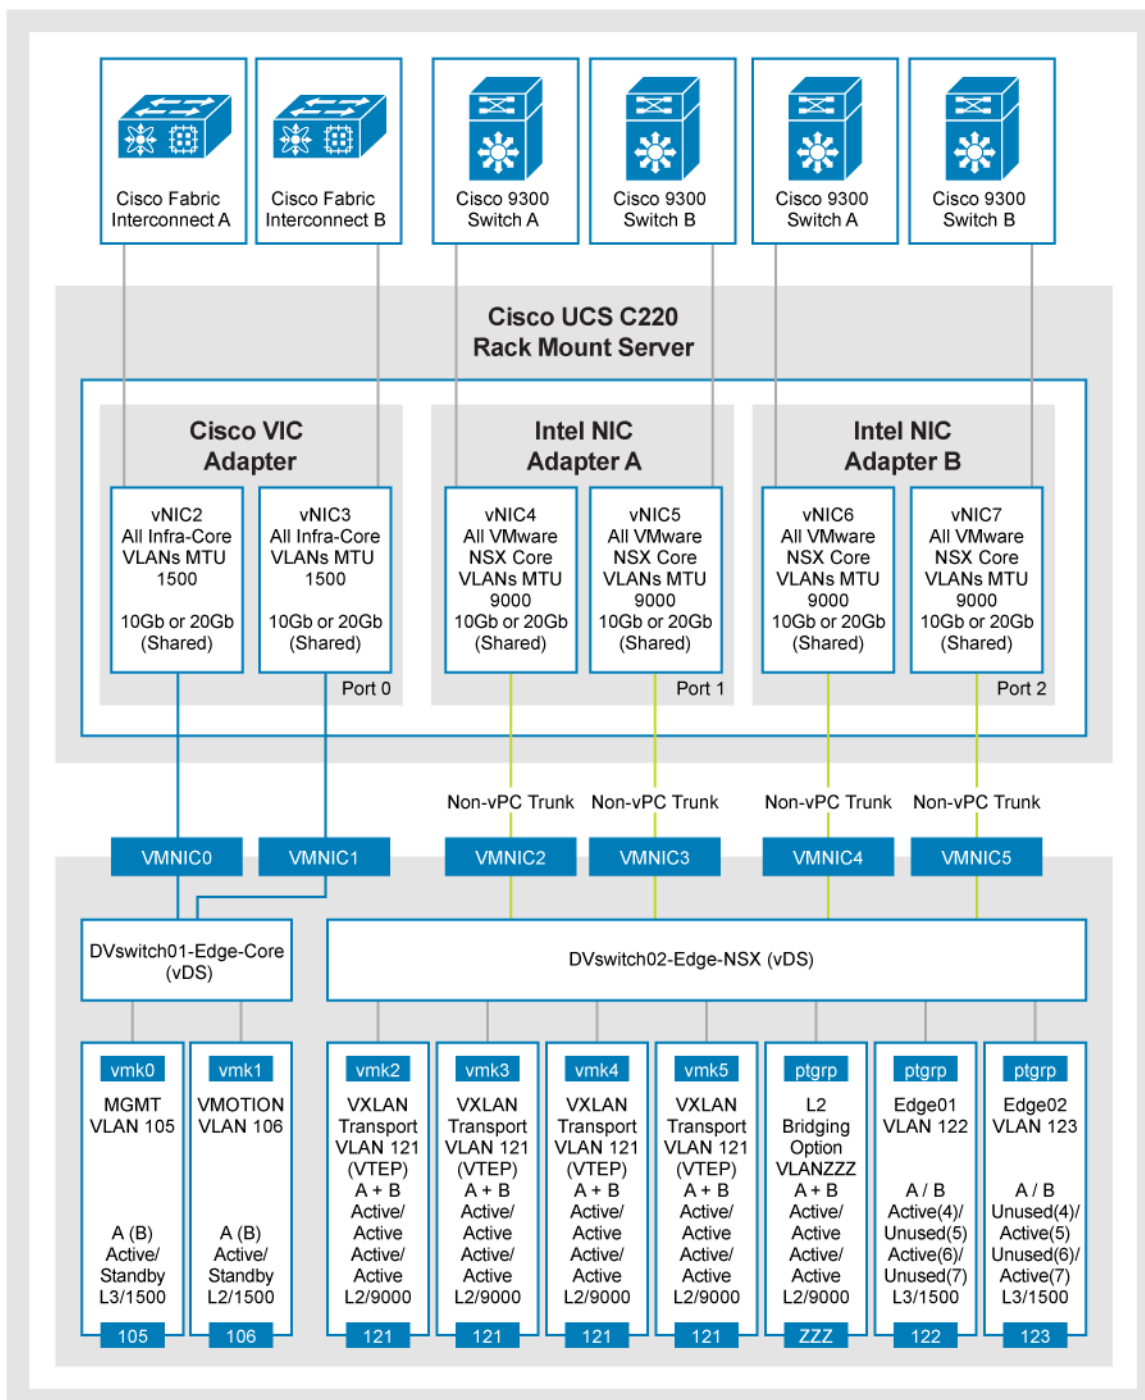 Cisco Fabric
Interconnect A
Cisco Fabric
Interconnect B
Cisco 9300
Switch A
Cisco 9300
Switch B
Cisco 9300
Switch A
Cisco 9300
Switch B
Cisco UCS C220
Rack Mount Server
Cisco VIC
Adapter
Intel NIC
Adapter A
Intel NIC
Adapter B
vNIC2
All Infra-Core
VLANs MTU
1500
10Gb or 20Gb
(Shared)
vNIC3
All Infra-Core
VLANs MTU
1500
10Gb or 20Gb
(Shared)
Port 0
vNIC4
All VMware
NSX Core
VLANs MTU
9000
10Gb or 20Gb
(Shared)
vNIC5
All VMware
NSX Core
VLANs MTU
9000
10Gb or 20Gb
(Shared)
Port 1
vNIC6
All VMware
NSX Core
VLANs MTU
9000
10Gb or 20Gb
(Shared)
vNIC7
All VMware
NSX Core
VLANs MTU
9000
10Gb or 20Gb
(Shared)
Port 2
Non-vPC Trunk
Non-vPC Trunk
Non-vPC Trunk
Non-vPC Trunk
VMNIC0
VMNIC1
VMNIC2
VMNIC3
VMNIC4
VMNIC5
DVswitch01-Edge-Core
(vDS)
DVswitch02-Edge-NSX (vDS)
vmk0
MGMT
VLAN 105
A (B)
Active/
Standby
L3/1500
105
vmk1
VMOTION
VLAN 106
A (B)
Active/
Standby
L2/1500
106
vmk2
VXLAN
Transport
VLAN 121
(VTEP)
A + B
Active/
Active
Active/
Active
L2/9000
121
vmk3
VXLAN
Transport
VLAN 121
(VTEP)
A + B
Active/
Active
Active/
Active
L2/9000
121
vmk4
VXLAN
Transport
VLAN 121
(VTEP)
A + B
Active/
Active
Active/
Active
L2/9000
121
vmk5
VXLAN
Transport
VLAN 121
(VTEP)
A + B
Active/
Active
Active/
Active
L2/9000
121
ptgrp
L2
Bridging
Option
VLANZZZ
A + B
Active/
Active
Active/
Active
L2/9000
ZZZ
ptgrp
Edge01
VLAN 122
A / B
Active(4)/
Unused(5)
Active(6)/
Unused(7)
L3/1500
122
ptgrp
Edge02
VLAN 123
A / B
Unused(4)/
Active(5)
Unused(6)/
Active(7)
L3/1500
123